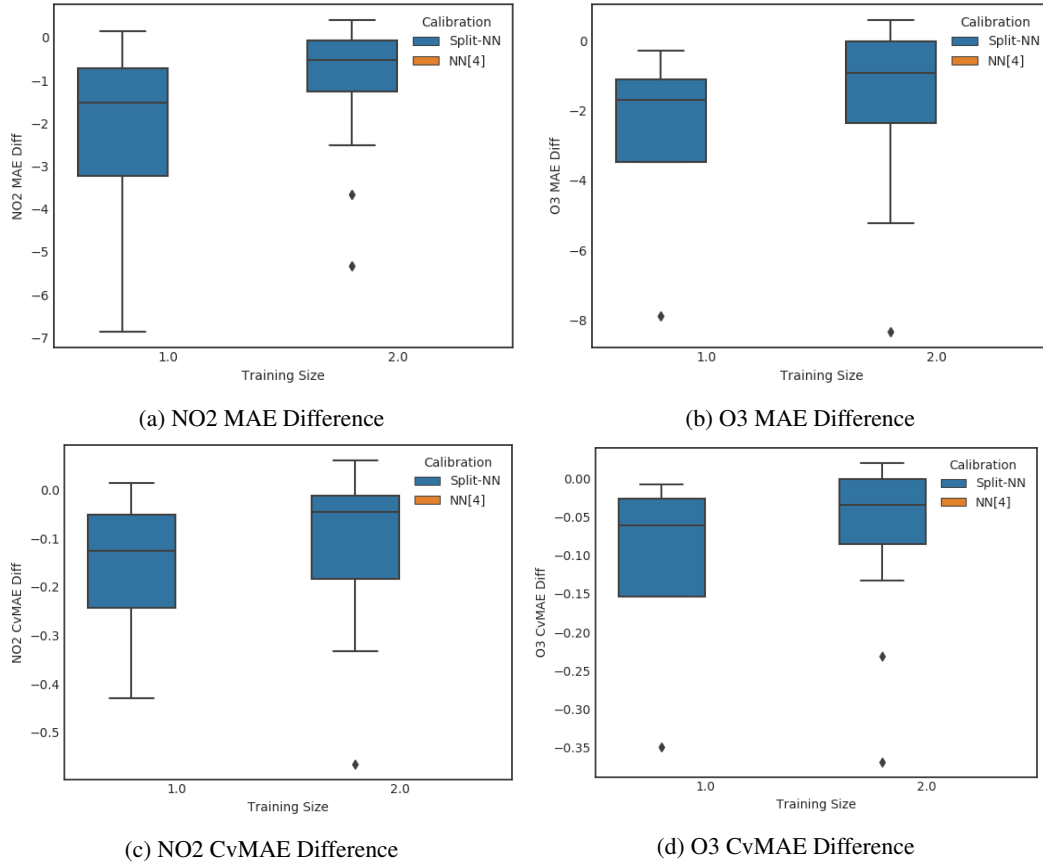 Calibration
Split-NN
NN[4]
0
−1
−2
−3
−4
−5
−6
−7
NO2 MAE Diff
1.0 2.0
Training Size
(a) NO2 MAE Difference
Calibration
Split-NN
NN[4]
0
−2
−4
−6
−8
O3 MAE Diff
1.0 2.0
Training Size
(b) O3 MAE Difference
Calibration
Split-NN
NN[4]
0.0
−0.1
−0.2
−0.3
−0.4
−0.5
NO2 CvMAE Diff
1.0 2.0
Training Size
(c) NO2 CvMAE Difference
Calibration
Split-NN
NN[4]
0.00
−0.05
−0.10
−0.15
−0.20
−0.25
−0.30
−0.35
O3 CvMAE Diff
1.0 2.0
Training Size
(d) O3 CvMAE Difference